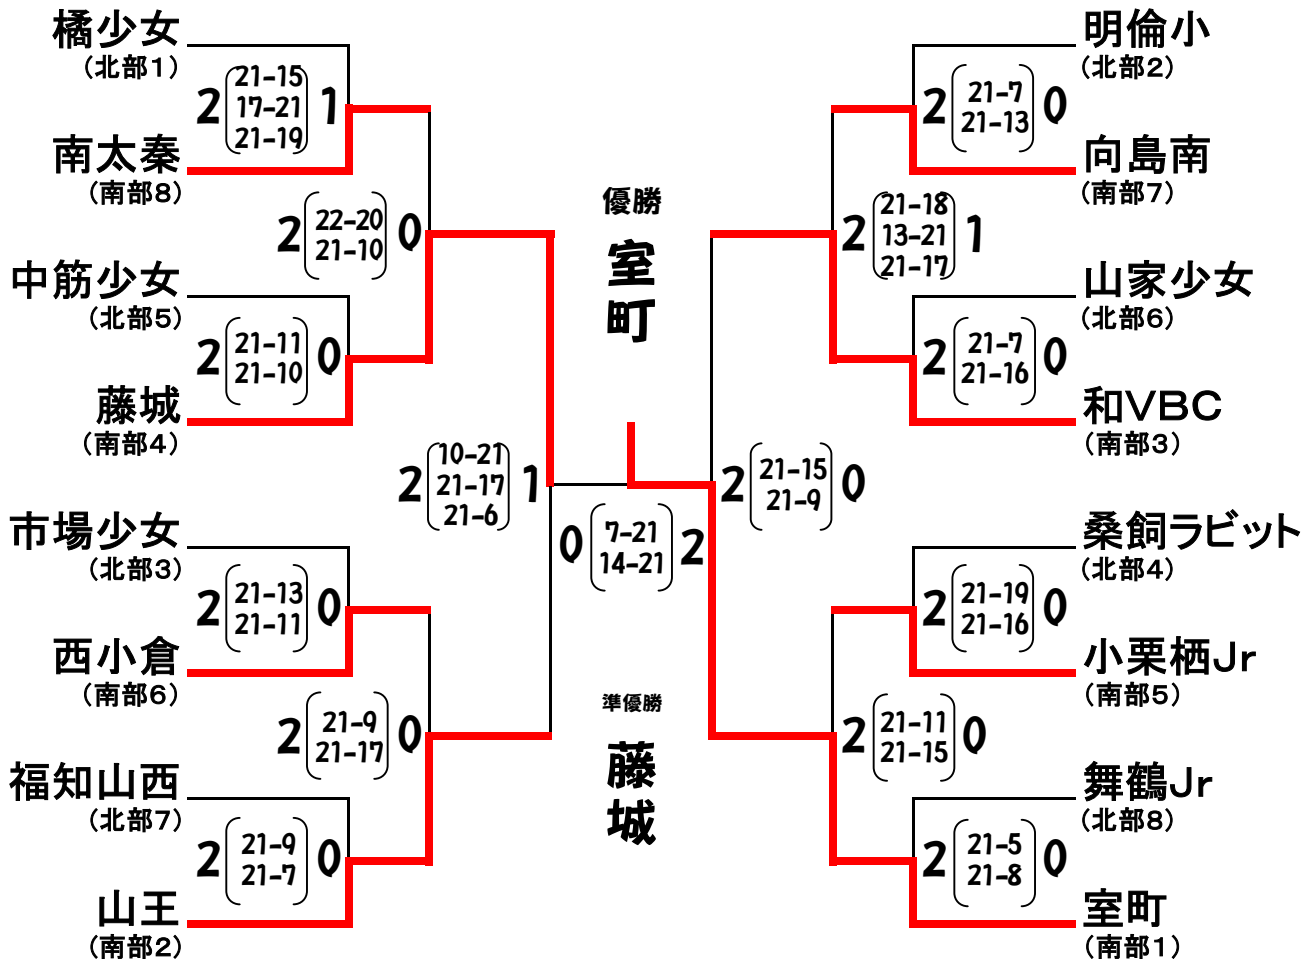 橘少女
(北部1)
2 21-15 1
17-21
21-19
南太秦
(南部8)
2 22-20 0
21-10
中筋少女
(北部5)
2 21-11 0
21-10
藤城
(南部4)
2 10-21 1
21-17
21-6
市場少女
(北部3)
2 21-13 0
21-11
西小倉
(南部6)
2 21-9 0
21-17
福知山西
(北部7)
2 21-9 0
21-7
山王
(南部2)
優勝
室町
0 7-21 2
14-21
準優勝
藤城
明倫小
(北部2)
2 21-7 0
21-13
向島南
(南部7)
2 21-18 1
13-21
21-17
山家少女
(北部6)
2 21-7 0
21-16
和VBC
(南部3)
2 21-15 0
21-9
桑飼ラビット
(北部4)
2 21-19 0
21-16
小栗栖Jr
(南部5)
2 21-11 0
21-15
舞鶴Jr
(北部8)
2 21-5 0
21-8
室町
(南部1)